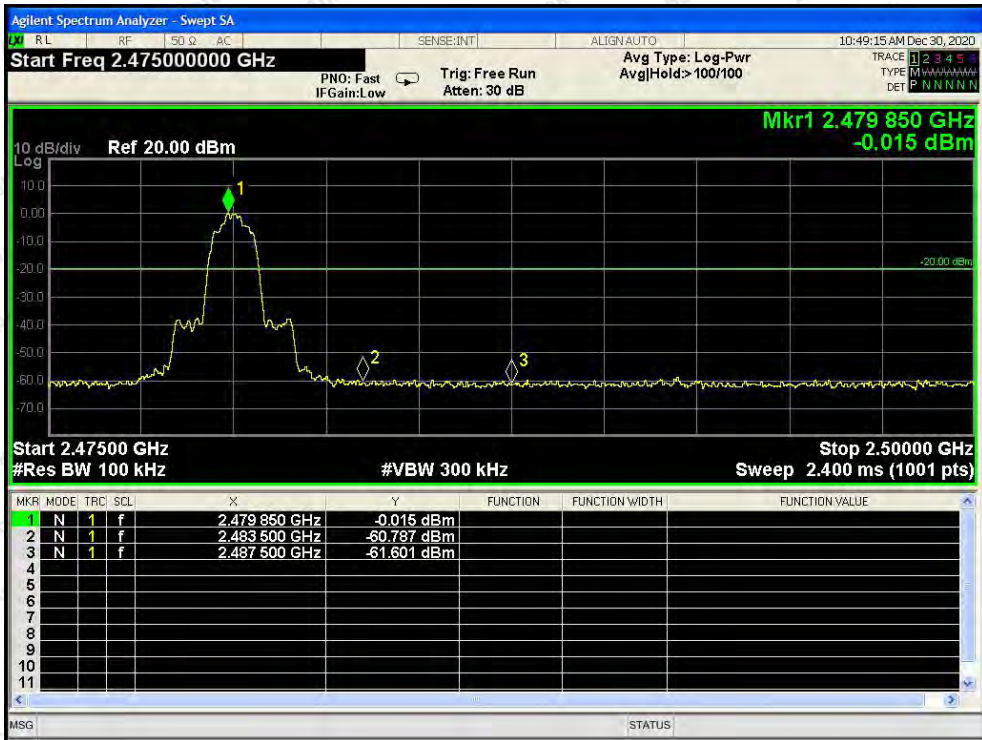 Agilent Spectrum Analyzer - Swept SA
LXI RL RF 50 Ω AC SENSE:INT ALIGN AUTO 10:49:15 AM Dec 30, 2020
Start Freq 2.475000000 GHz
PNO: Fast
IFGain:Low
Trig: Free Run
Atten: 30 dB
Avg Type: Log-Pwr
Avg|Hold:>100/100
TRACE 1 2 3 4 5 6
TYPE M
DET P N N N N N
Mkr1 2.479 850 GHz
-0.015 dBm
10 dB/div Ref 20.00 dBm
Log
10.0
0.00
-10.0
-20.0
-30.0
-40.0
-50.0
-60.0
-70.0
1
-20.00 dBm
2
3
Start 2.47500 GHz Stop 2.50000 GHz
#Res BW 100 kHz #VBW 300 kHz Sweep 2.400 ms (1001 pts)
MKR MODE TRC SCL X Y FUNCTION FUNCTION WIDTH FUNCTION VALUE
1 N 1 f 2.479 850 GHz -0.015 dBm
2 N 1 f 2.483 500 GHz -60.787 dBm
3 N 1 f 2.487 500 GHz -61.601 dBm
4
5
6
7
8
9
10
11
MSG STATUS